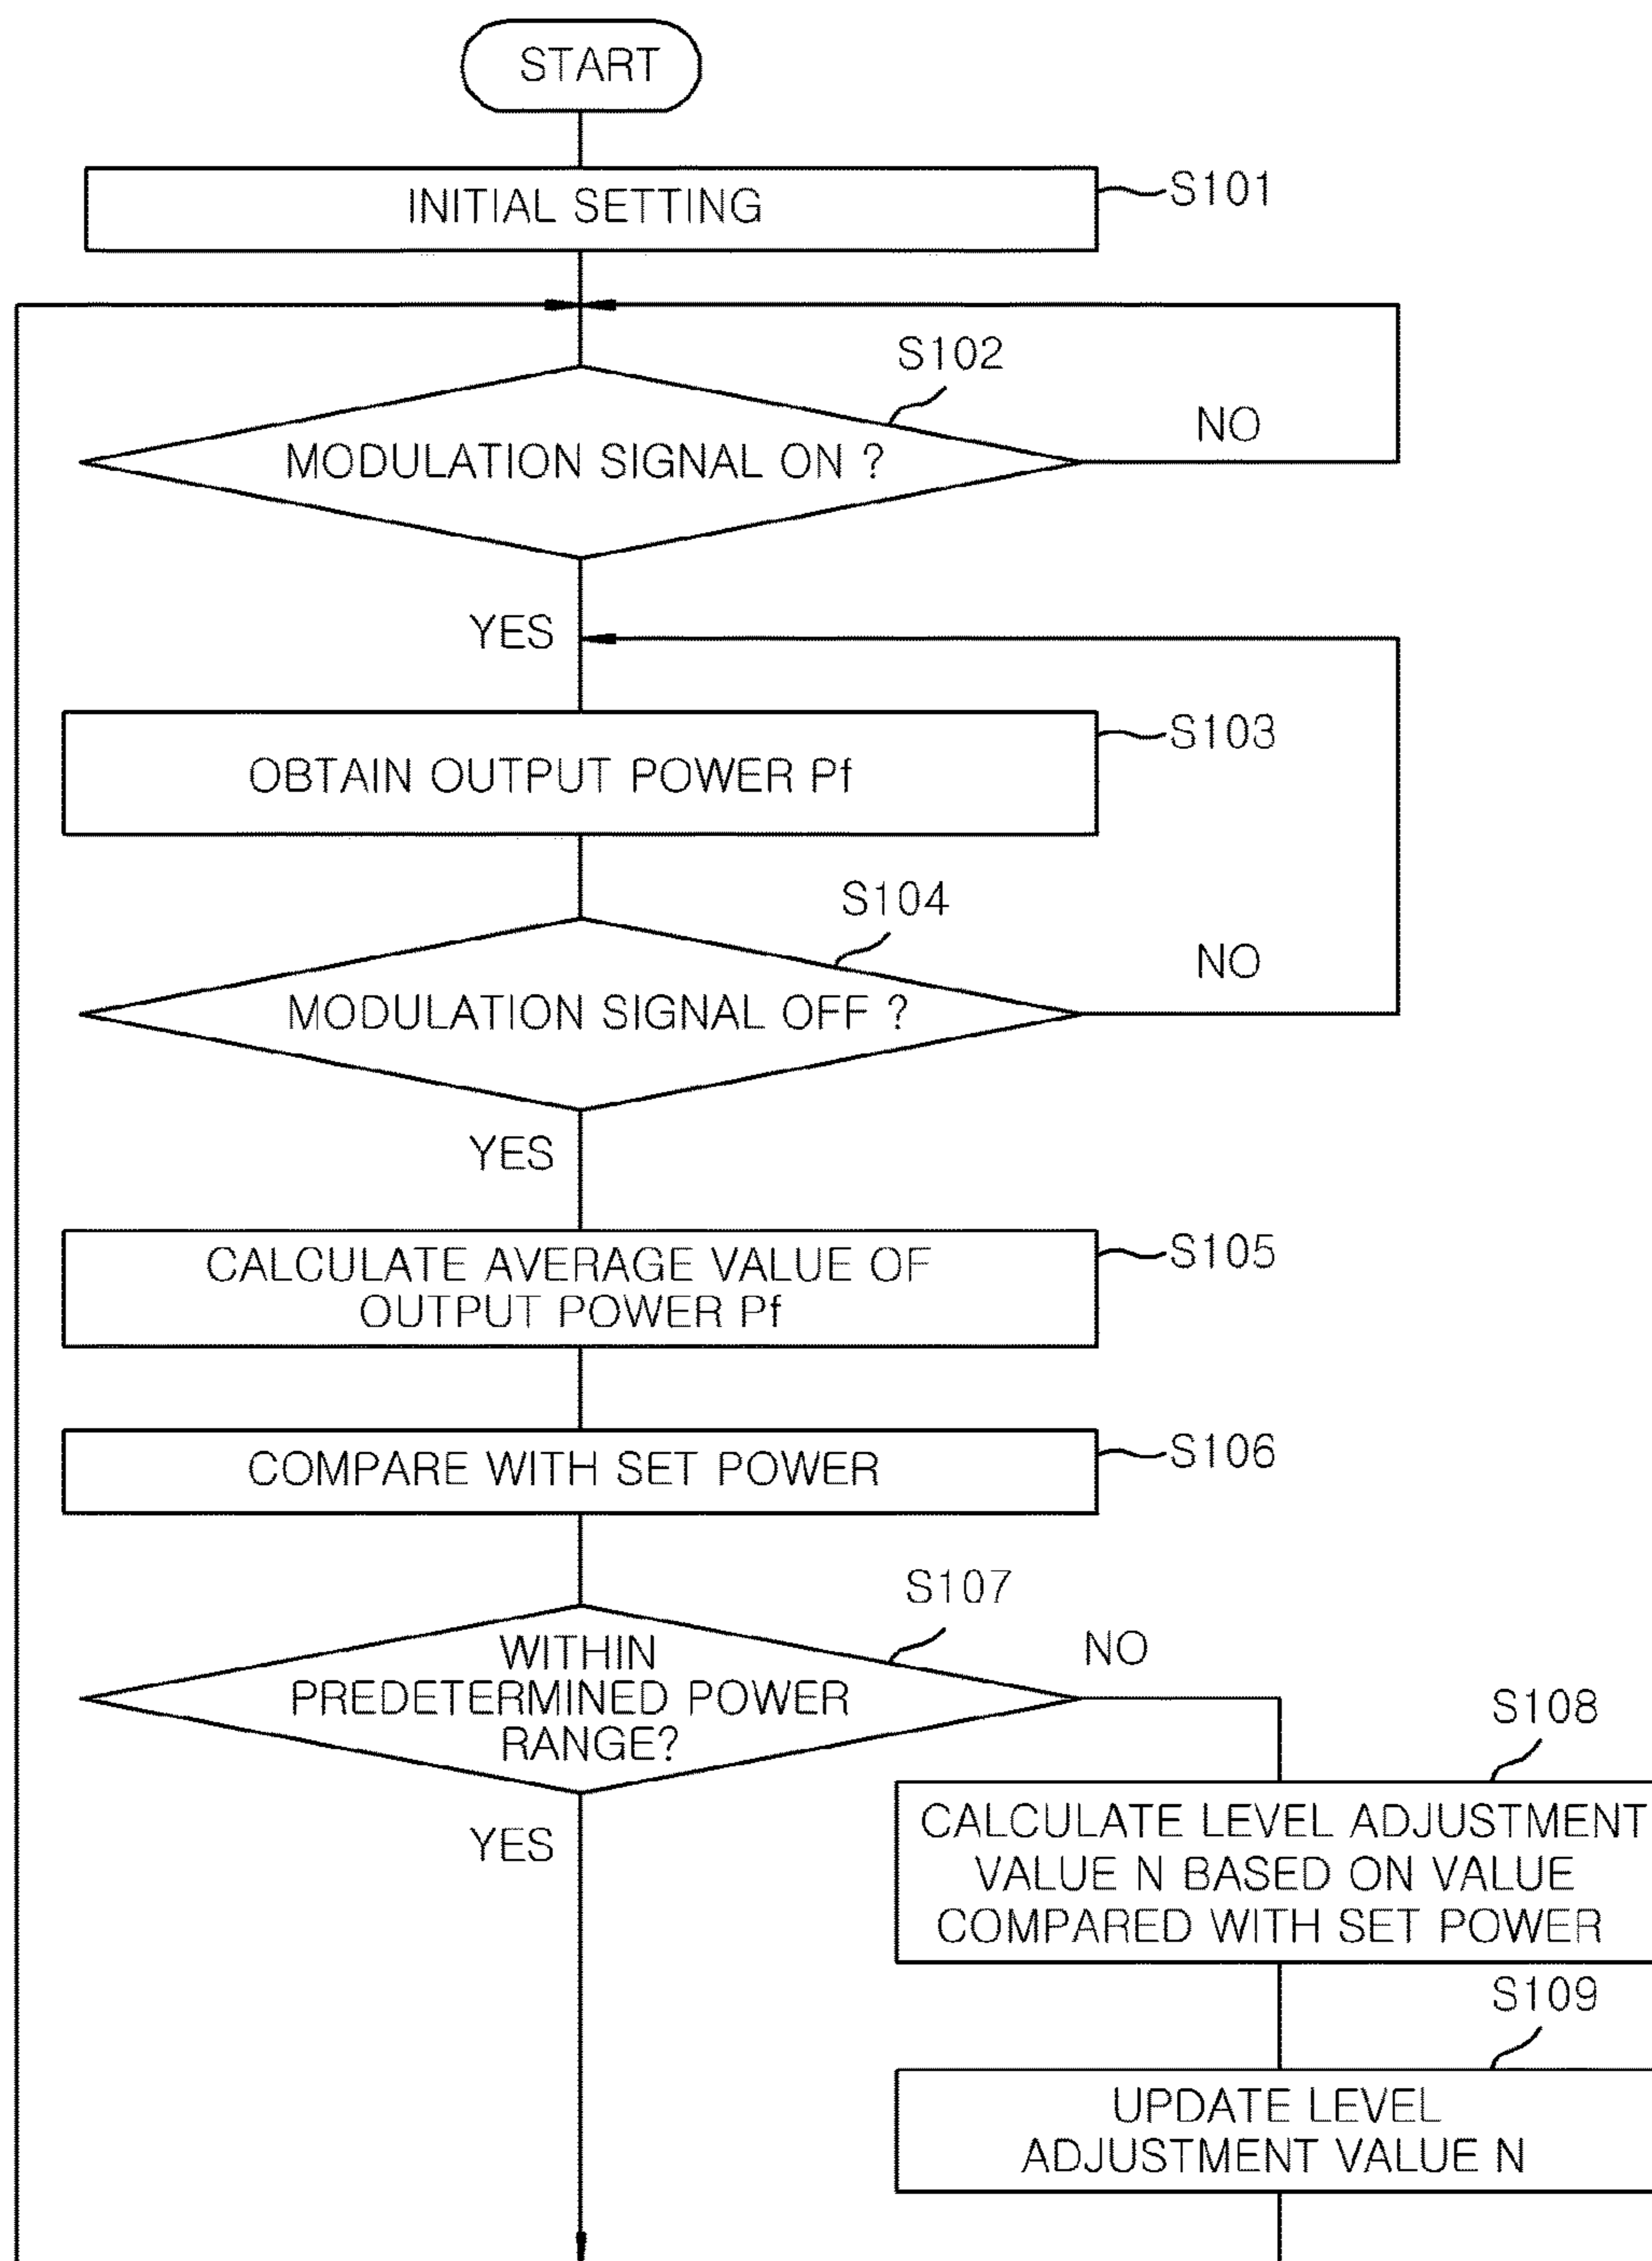 START
INITIAL SETTING
S101
S102
MODULATION SIGNAL ON ?
NO
YES
OBTAIN OUTPUT POWER Pf
S103
S104
MODULATION SIGNAL OFF ?
NO
YES
CALCULATE AVERAGE VALUE OF
OUTPUT POWER Pf
S105
COMPARE WITH SET POWER
S106
S107
WITHIN
PREDETERMINED POWER
RANGE?
NO
YES
S108
CALCULATE LEVEL ADJUSTMENT
VALUE N BASED ON VALUE
COMPARED WITH SET POWER
S109
UPDATE LEVEL
ADJUSTMENT VALUE N